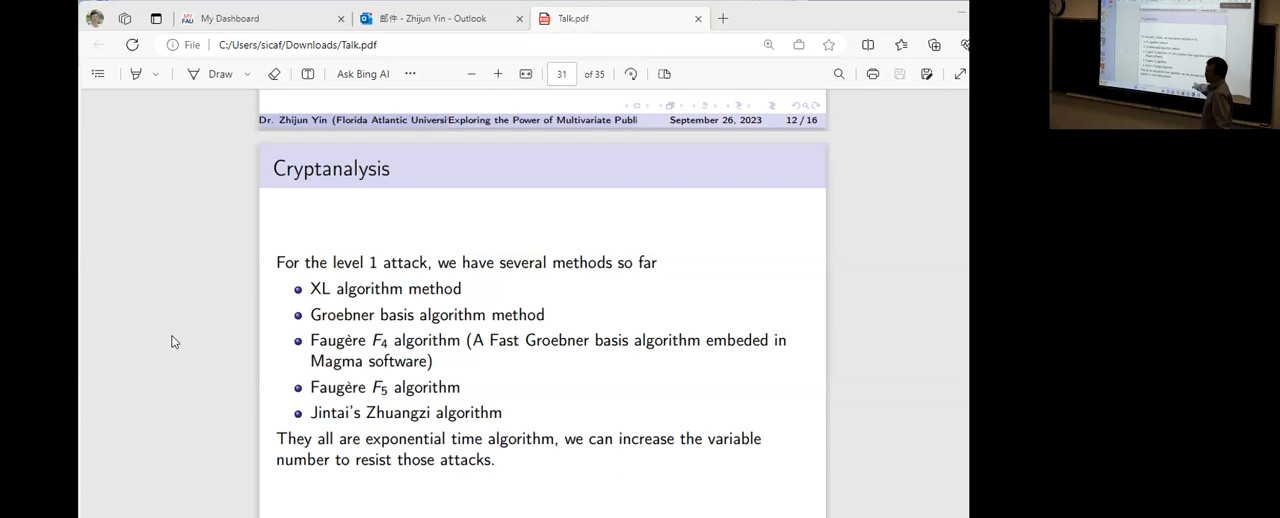 My Dashboard
邮件 - Zhijun Yin - Outlook
Talk.pdf
File
C:/Users/sicaf/Downloads/Talk.pdf
Draw
Ask Bing AI
31
of 35
Dr. Zhijun Yin (Florida Atlantic Universi Exploring the Power of Multivariate Publi September 26, 2023 12 / 16
Cryptanalysis
For the level 1 attack, we have several methods so far
XL algorithm method
Groebner basis algorithm method
Faugère F4 algorithm (A Fast Groebner basis algorithm embeded in
Magma software)
Faugère F5 algorithm
Jintai's Zhuangzi algorithm
They all are exponential time algorithm, we can increase the variable
number to resist those attacks.